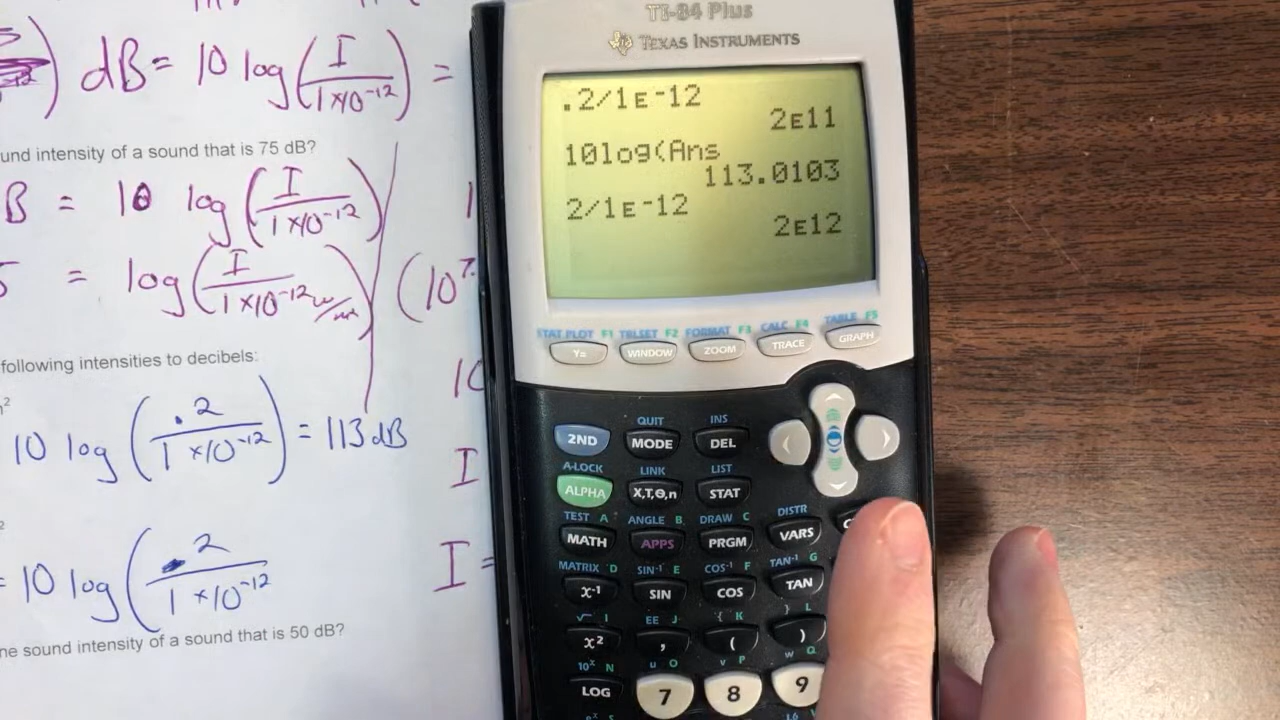 dB = 10 log(I / 1×10⁻¹²) =
und intensity of a sound that is 75 dB?
B = 10 log(I / 1×10⁻¹²)
= log(I / 1×10⁻¹² w/m²) (10⁷·
following intensities to decibels:
10 log(.2 / 1×10⁻¹²) = 113 dB
I
= 10 log(2 / 1×10⁻¹²
I =
ne sound intensity of a sound that is 50 dB?
TI-84 Plus
TEXAS INSTRUMENTS
.2/1E-12
2E11
10log(Ans
113.0103
2/1E-12
2E12
STAT PLOT F1 TBLSET F2 FORMAT F3 CALC F4 TABLE F5
Y= WINDOW ZOOM TRACE GRAPH
QUIT INS
2ND MODE DEL
A-LOCK LINK LIST
ALPHA X,T,Θ,n STAT
TEST A ANGLE B DRAW C DISTR
MATH APPS PRGM VARS
MATRIX D SIN-1 E COS-1 F TAN-1 G
x-1 SIN COS TAN
√ I EE J { K } L
x² , ( )
10ˣ N u O v P w Q
LOG 7 8 9